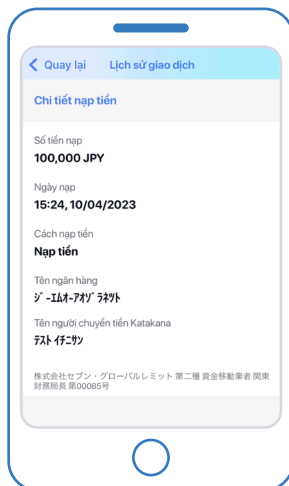 Quay lại Lịch sử giao dịch
Chi tiết nạp tiền
Số tiền nạp
100,000 JPY
Ngày nạp
15:24, 10/04/2023
Cách nạp tiền
Nạp tiền
Tên ngân hàng
ｼﾞ-ｴﾑｵ-ｱｵｿﾞﾗﾈﾂﾄ
Tên người chuyển tiền Katakana
ﾃｽﾄ ｲﾁﾆｻﾝ
株式会社セブン・グローバルレミット 第二種 資金移動業者 関東
財務局長 第00085号